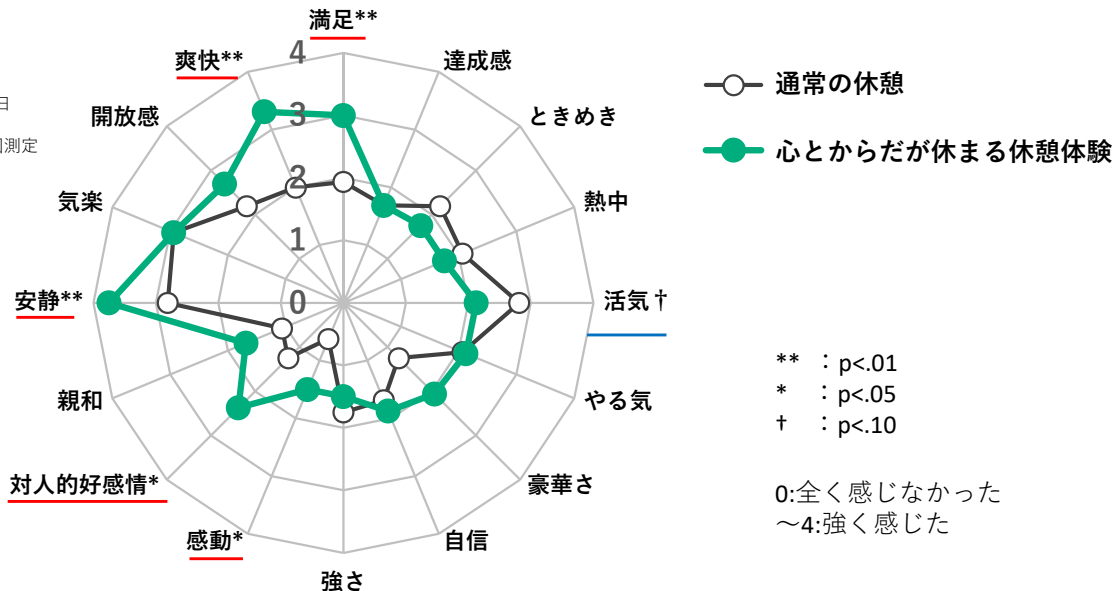 満足**
爽快**
達成感
日
開放感
ときめき
回測定
気楽
熱中
安静**
活気†
親和
やる気
対人的好感情*
豪華さ
感動*
自信
強さ
4
3
2
1
0
通常の休憩
心とからだが休まる休憩体験
** :p<.01
* :p<.05
† :p<.10
0:全く感じなかった
~4:強く感じた